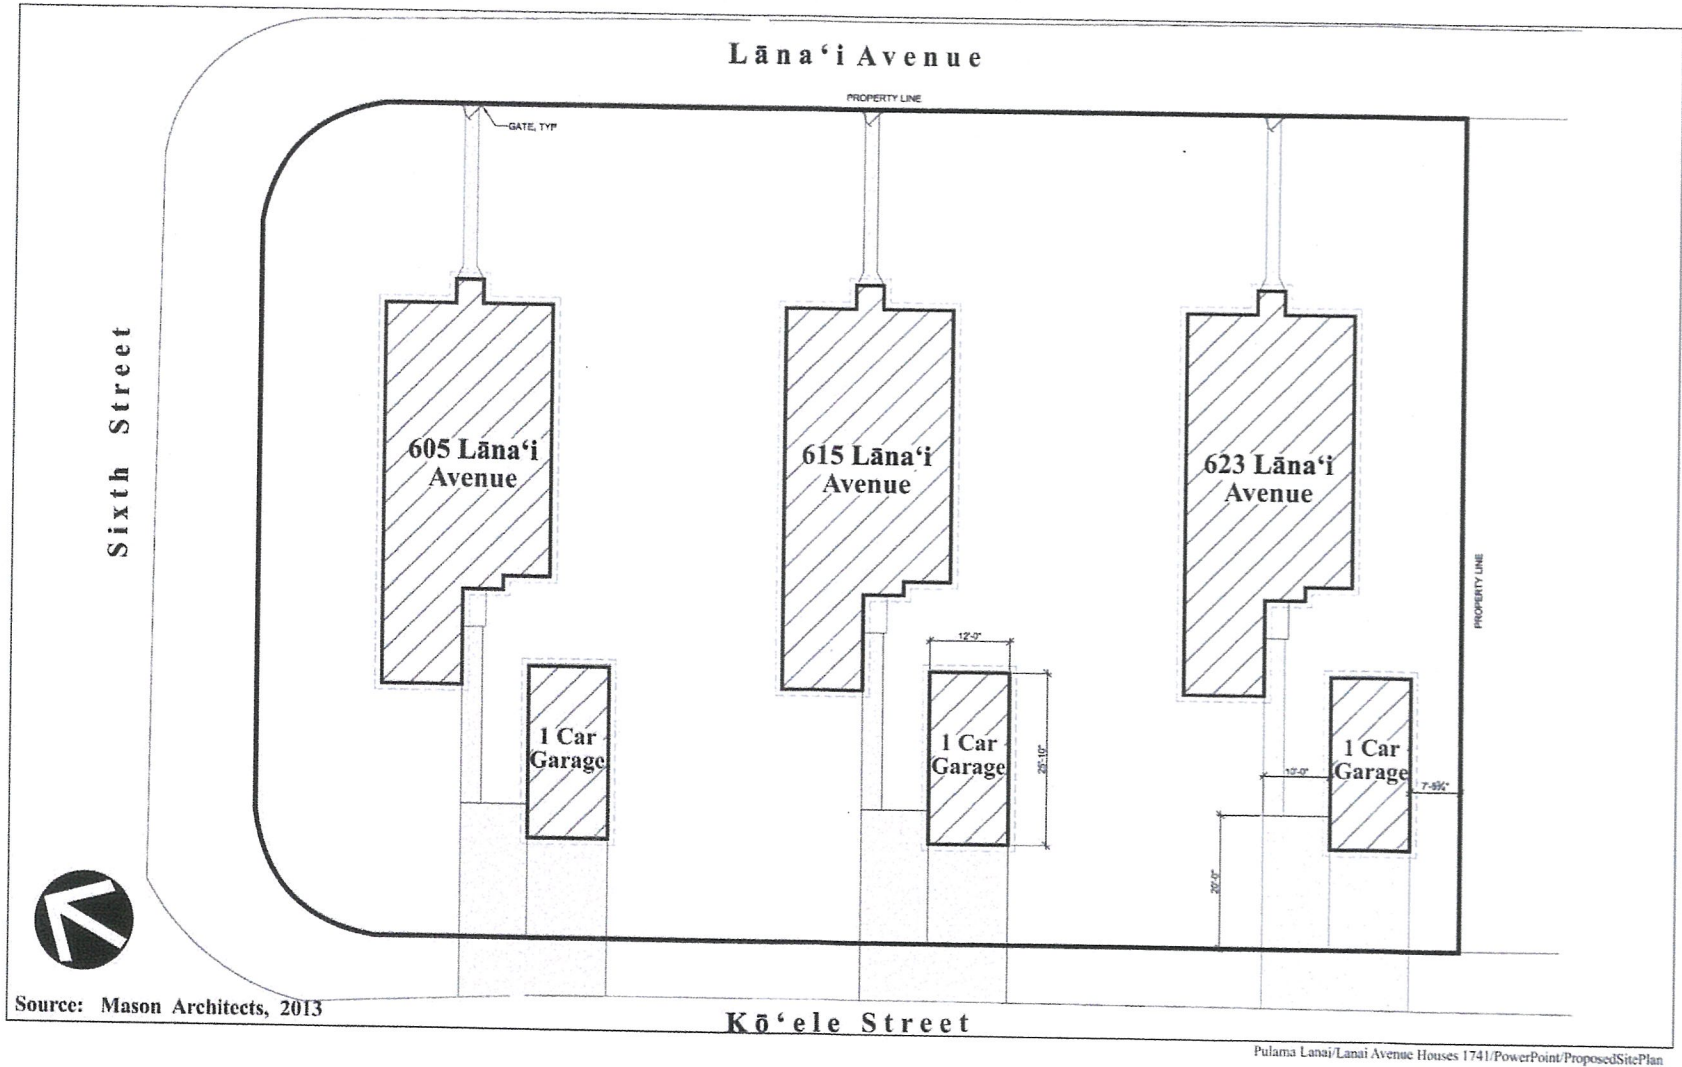 Lāna‘i Avenue
PROPERTY LINE
GATE, TYP
Sixth Street
605 Lāna‘i
Avenue
615 Lāna‘i
Avenue
623 Lāna‘i
Avenue
PROPERTY LINE
12'-0"
25'-10"
1 Car
Garage
1 Car
Garage
1 Car
Garage
10'-0"
20'-0"
Source: Mason Architects, 2013
Kō‘ele Street
Pulama Lanai/Lanai Avenue Houses 1741/PowerPoint/ProposedSitePlan